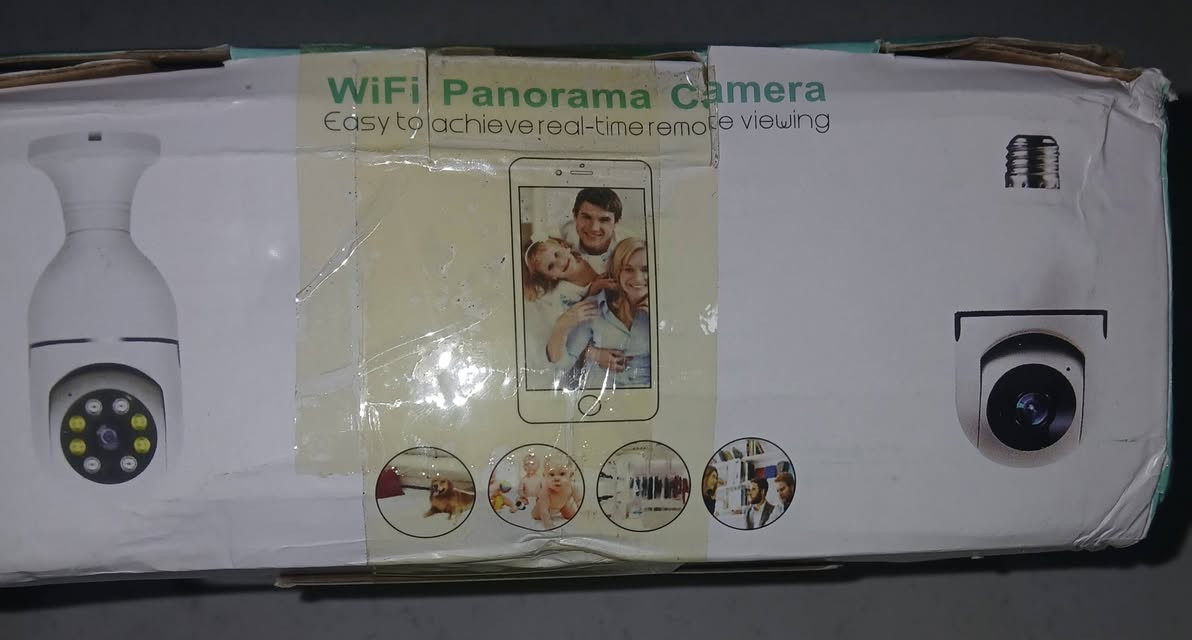 WiFi Panorama Camera
Easy to achieve real-time remote viewing